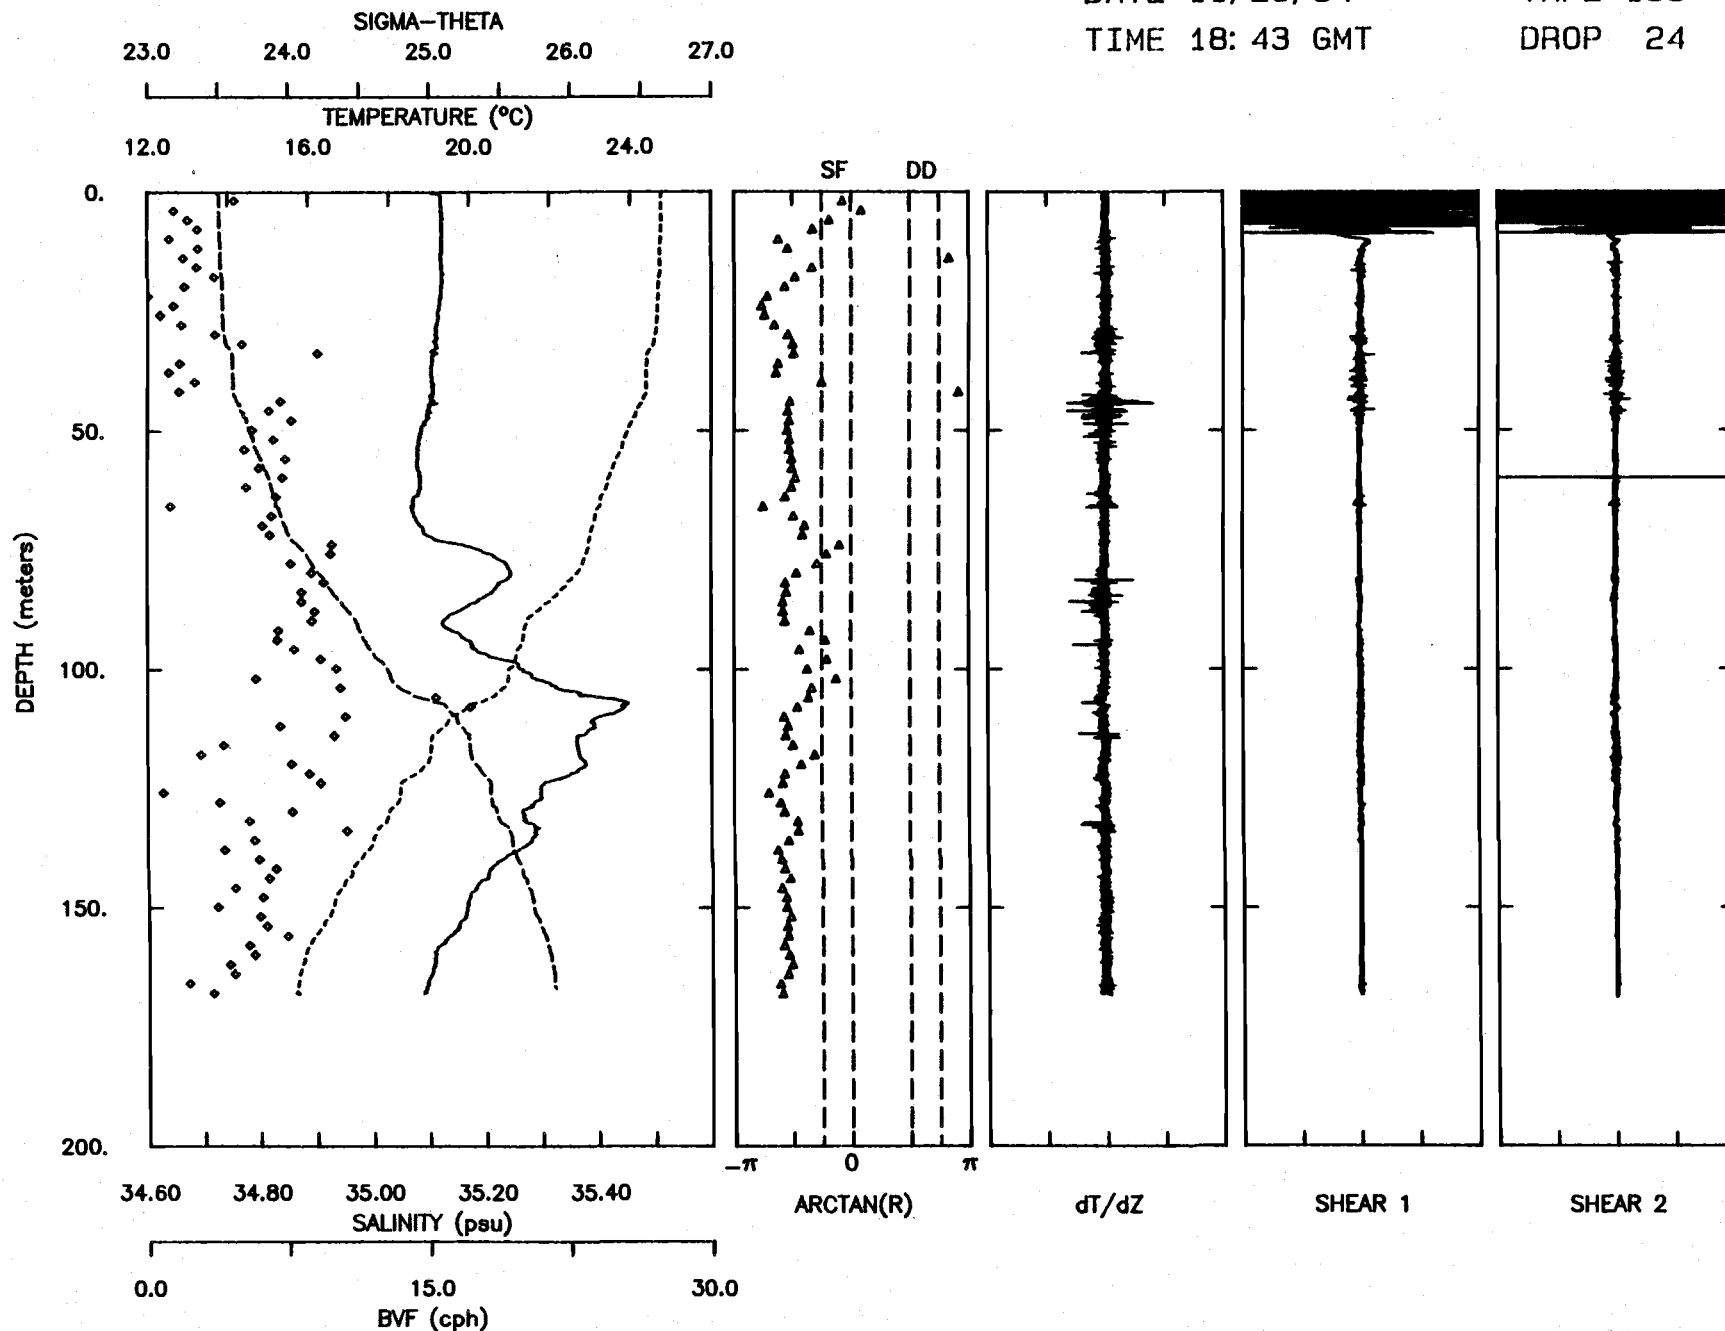 TIME 18:43 GMT
DROP 24
SIGMA-THETA
23.0 24.0 25.0 26.0 27.0
TEMPERATURE (°C)
12.0 16.0 20.0 24.0
SF DD
0.
50.
100.
150.
200.
DEPTH (meters)
-π 0 π
34.60 34.80 35.00 35.20 35.40
SALINITY (psu)
ARCTAN(R)
dT/dZ
SHEAR 1
SHEAR 2
0.0 15.0 30.0
BVF (cph)